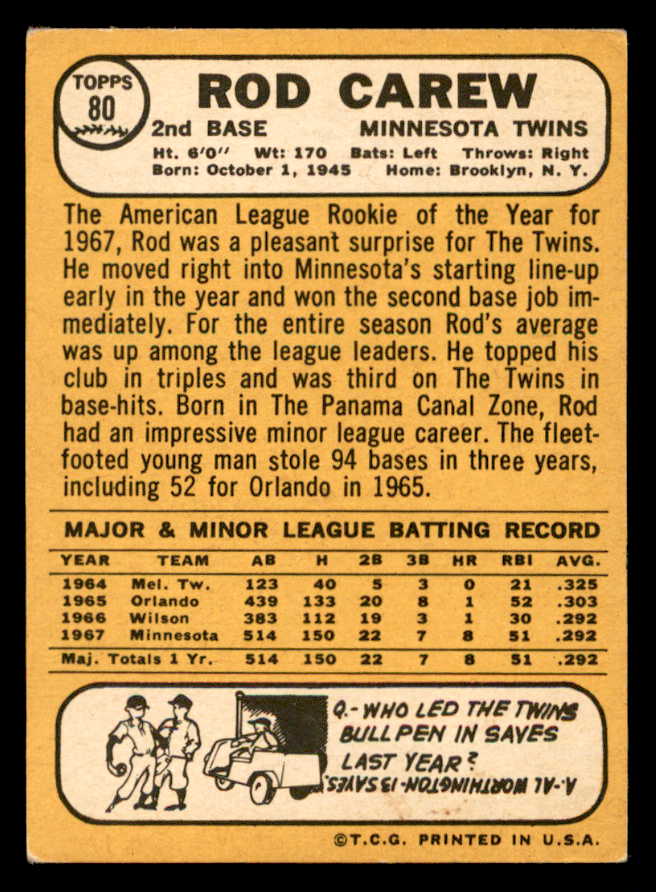 TOPPS
80
ROD CAREW
2nd BASE MINNESOTA TWINS
Ht. 6'0" Wt: 170 Bats: Left Throws: Right
Born: October 1, 1945 Home: Brooklyn, N. Y.
The American League Rookie of the Year for
1967, Rod was a pleasant surprise for The Twins.
He moved right into Minnesota's starting line-up
early in the year and won the second base job im-
mediately. For the entire season Rod's average
was up among the league leaders. He topped his
club in triples and was third on The Twins in
base-hits. Born in The Panama Canal Zone, Rod
had an impressive minor league career. The fleet-
footed young man stole 94 bases in three years,
including 52 for Orlando in 1965.
MAJOR & MINOR LEAGUE BATTING RECORD
YEAR TEAM AB H 2B 3B HR RBI AVG.
1964 Mel. Tw. 123 40 5 3 0 21 .325
1965 Orlando 439 133 20 8 1 52 .303
1966 Wilson 383 112 19 3 1 30 .292
1967 Minnesota 514 150 22 7 8 51 .292
Maj. Totals 1 Yr. 514 150 22 7 8 51 .292
Q.-WHO LED THE TWINS
BULLPEN IN SAVES
LAST YEAR?
A.-AL WORTHINGTON-13 SAVES.
©T.C.G. PRINTED IN U.S.A.